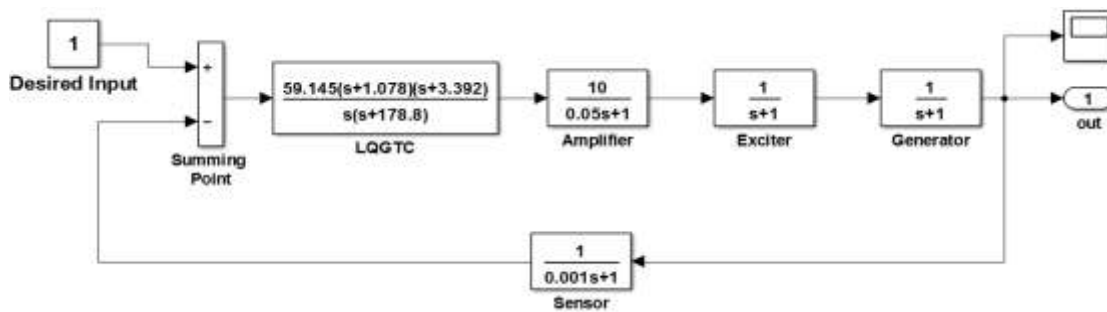 1
Desired Input
+
−
Summing
Point
59.145(s+1.078)(s+3.392)
s(s+178.8)
LQGTC
10
0.05s+1
Amplifier
1
s+1
Exciter
1
s+1
Generator
1
out
1
0.001s+1
Sensor